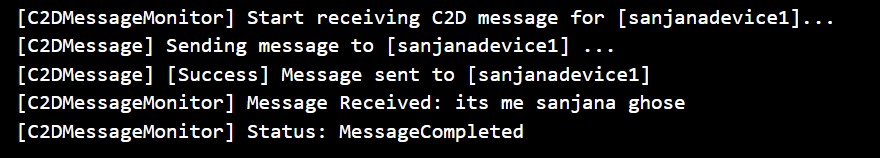 [C2DMessageMonitor] Start receiving C2D message for [sanjanadevice1]...
[C2DMessage] Sending message to [sanjanadevice1] ...
[C2DMessage] [Success] Message sent to [sanjanadevice1]
[C2DMessageMonitor] Message Received: its me sanjana ghose
[C2DMessageMonitor] Status: MessageCompleted